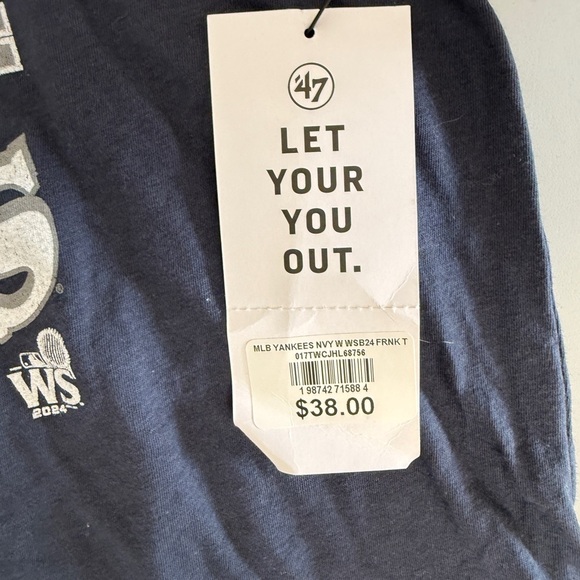 '47
LET
YOUR
YOU
OUT.
MLB YANKEES NVY W WSB24 FRNK T
017TWCJHL68756
1 98742 71588 4
$38.00
WS
2024